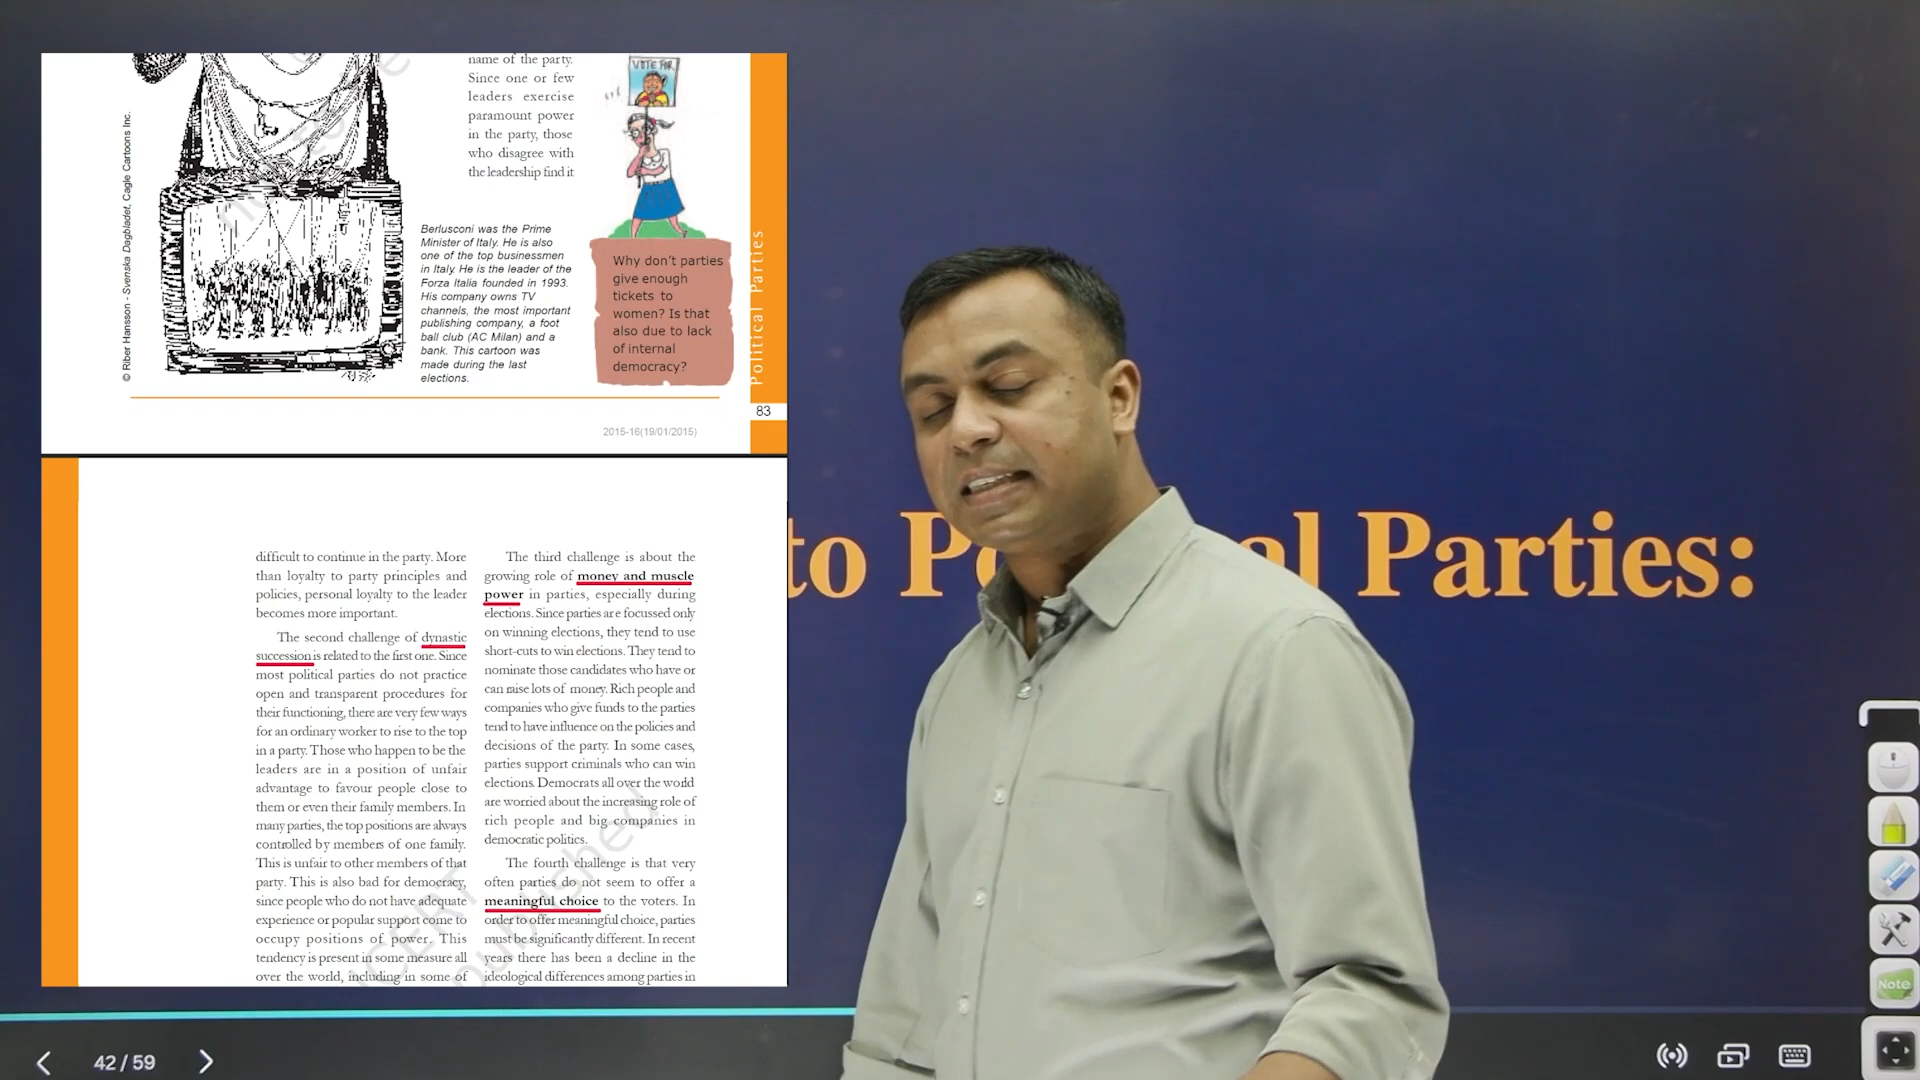 name of the party.
Since one or few
leaders exercise
paramount power
in the party, those
who disagree with
the leadership find it
VOTE FOR
© Riber Hansson - Svenska Dagbladet, Cagle Cartoons Inc.
Berlusconi was the Prime
Minister of Italy. He is also
one of the top businessmen
in Italy. He is the leader of the
Forza Italia founded in 1993.
His company owns TV
channels, the most important
publishing company, a foot
ball club (AC Milan) and a
bank. This cartoon was
made during the last
elections.
Why don't parties
give enough
tickets to
women? Is that
also due to lack
of internal
democracy?
Political Parties
83
2015-16(19/01/2015)
difficult to continue in the party. More
than loyalty to party principles and
policies, personal loyalty to the leader
becomes more important.
The second challenge of dynastic
succession is related to the first one. Since
most political parties do not practice
open and transparent procedures for
their functioning, there are very few ways
for an ordinary worker to rise to the top
in a party. Those who happen to be the
leaders are in a position of unfair
advantage to favour people close to
them or even their family members. In
many parties, the top positions are always
controlled by members of one family.
This is unfair to other members of that
party. This is also bad for democracy,
since people who do not have adequate
experience or popular support come to
occupy positions of power. This
tendency is present in some measure all
over the world, including in some of
The third challenge is about the
growing role of money and muscle
power in parties, especially during
elections. Since parties are focussed only
on winning elections, they tend to use
short-cuts to win elections. They tend to
nominate those candidates who have or
can raise lots of money. Rich people and
companies who give funds to the parties
tend to have influence on the policies and
decisions of the party. In some cases,
parties support criminals who can win
elections. Democrats all over the world
are worried about the increasing role of
rich people and big companies in
democratic politics.
The fourth challenge is that very
often parties do not seem to offer a
meaningful choice to the voters. In
order to offer meaningful choice, parties
must be significantly different. In recent
years there has been a decline in the
ideological differences among parties in
published
to P al Parties:
Note
42 / 59